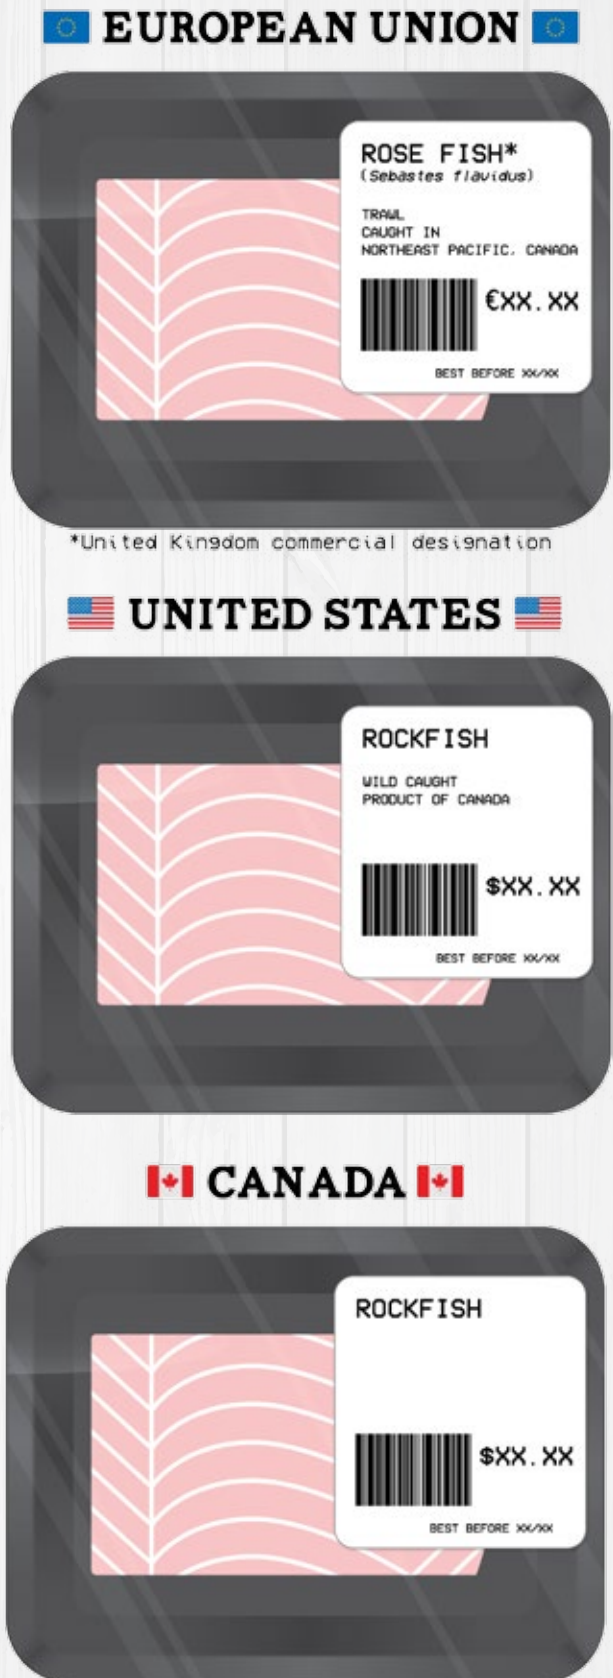 EUROPEAN UNION
ROSE FISH*
(Sebastes flavidus)
TRAWL
CAUGHT IN
NORTHEAST PACIFIC, CANADA
€XX.XX
BEST BEFORE XX/XX
*United Kingdom commercial designation
UNITED STATES
ROCKFISH
WILD CAUGHT
PRODUCT OF CANADA
$XX.XX
BEST BEFORE XX/XX
CANADA
ROCKFISH
$XX.XX
BEST BEFORE XX/XX